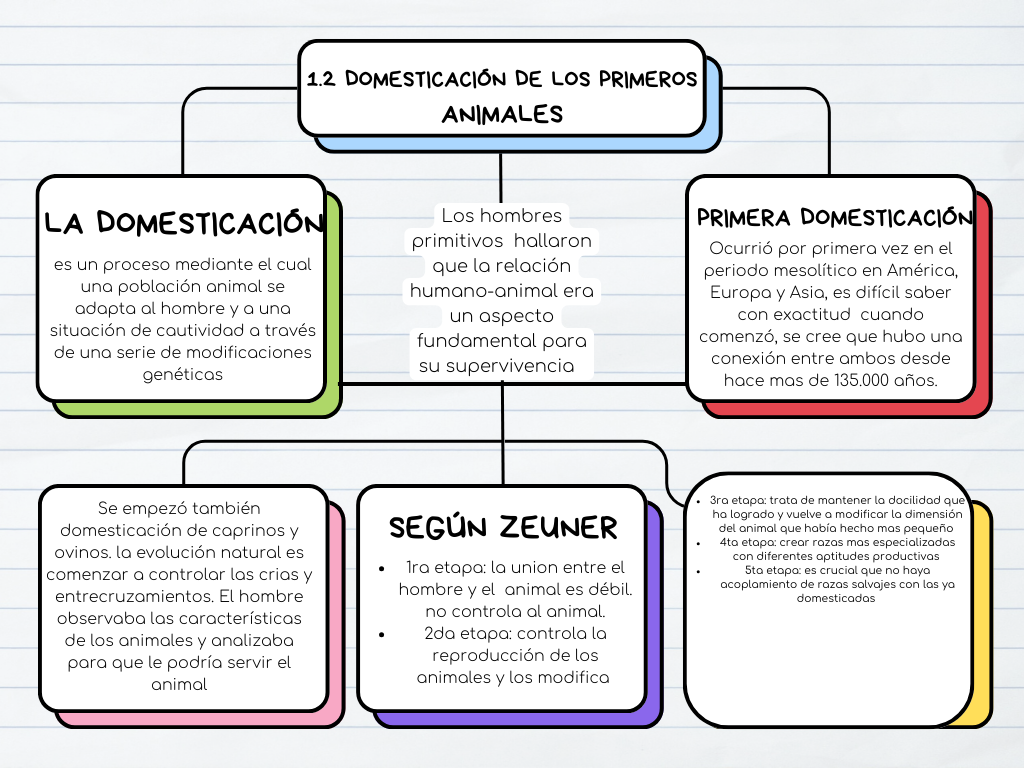 1.2 DOMESTICACIÓN DE LOS PRIMEROS
ANIMALES
LA DOMESTICACIÓN
es un proceso mediante el cual
una población animal se
adapta al hombre y a una
situación de cautividad a través
de una serie de modificaciones
genéticas
Los hombres
primitivos hallaron
que la relación
humano-animal era
un aspecto
fundamental para
su supervivencia
PRIMERA DOMESTICACIÓN
Ocurrió por primera vez en el
periodo mesolítico en América,
Europa y Asia, es difícil saber
con exactitud cuando
comenzó, se cree que hubo una
conexión entre ambos desde
hace mas de 135.000 años.
Se empezó también
domesticación de caprinos y
ovinos. la evolución natural es
comenzar a controlar las crias y
entrecruzamientos. El hombre
observaba las características
de los animales y analizaba
para que le podría servir el
animal
SEGÚN ZEUNER
• 1ra etapa: la union entre el
hombre y el animal es débil.
no controla al animal.
• 2da etapa: controla la
reproducción de los
animales y los modifica
• 3ra etapa: trata de mantener la docilidad que
ha logrado y vuelve a modificar la dimensión
del animal que había hecho mas pequeño
• 4ta etapa: crear razas mas especializadas
con diferentes aptitudes productivas
• 5ta etapa: es crucial que no haya
acoplamiento de razas salvajes con las ya
domesticadas